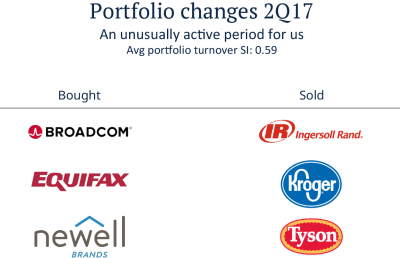 Portfolio changes 2Q17
An unusually active period for us
Avg portfolio turnover SI: 0.59
Bought Sold
BROADCOM® IR Ingersoll Rand.
EQUIFAX Kroger
newell
BRANDS Tyson